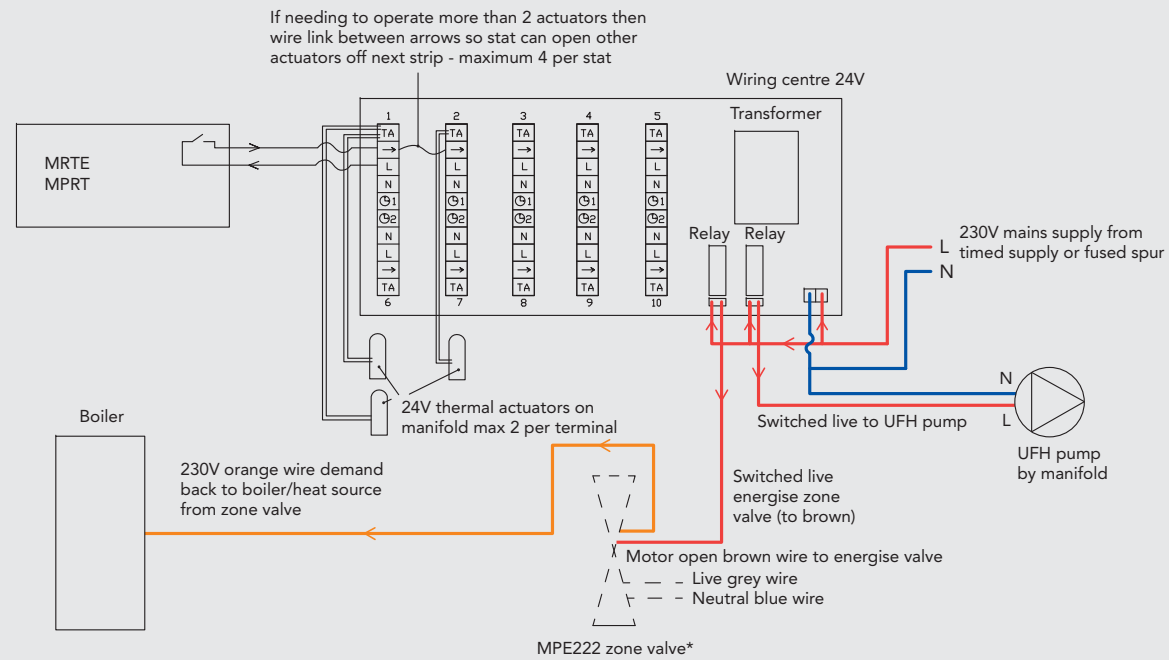 If needing to operate more than 2 actuators then
wire link between arrows so stat can open other
actuators off next strip - maximum 4 per stat
Wiring centre 24V
MRTE
MPRT
1
TA
→
L
N
1
2
N
L
→
TA
6
2
TA
→
L
N
1
2
N
L
→
TA
7
3
TA
→
L
N
1
2
N
L
→
TA
8
4
TA
→
L
N
1
2
N
L
→
TA
9
5
TA
→
L
N
1
2
N
L
→
TA
10
Transformer
Relay
Relay
L
N
230V mains supply from
timed supply or fused spur
N
L
Switched live to UFH pump
UFH pump
by manifold
24V thermal actuators on
manifold max 2 per terminal
Boiler
230V orange wire demand
back to boiler/heat source
from zone valve
Switched live
energise zone
valve (to brown)
Motor open brown wire to energise valve
Live grey wire
Neutral blue wire
MPE222 zone valve*